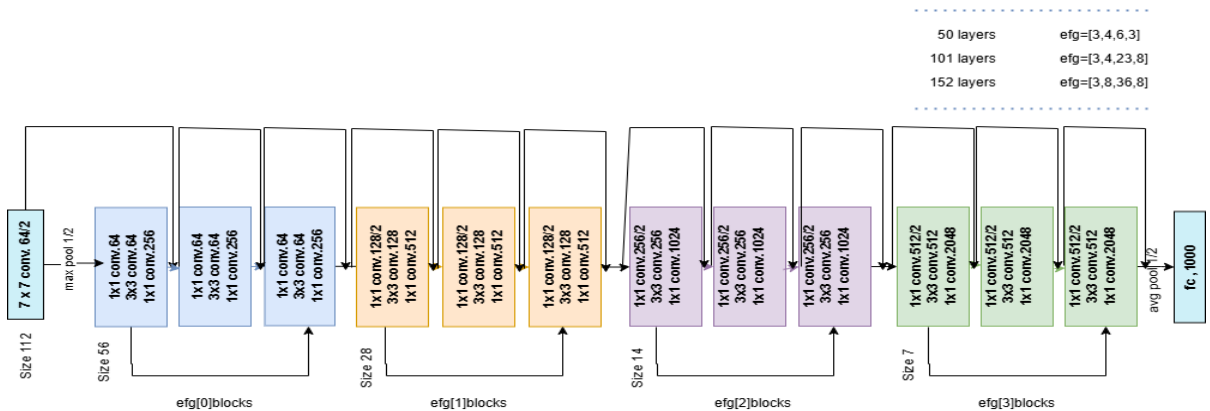 50 layers efg=[3,4,6,3]
101 layers efg=[3,4,23,8]
152 layers efg=[3,8,36,8]
7 x 7 conv. 64/2
Size 112
max pool 1/2
1x1 conv.64
3x3 conv.64
1x1 conv.256
1x1 conv.64
3x3 conv.64
1x1 conv.256
1x1 conv.64
3x3 conv.64
1x1 conv.256
Size 56
efg[0]blocks
1x1 conv.128/2
3x3 conv.128
1x1 conv.512
1x1 conv.128/2
3x3 conv.128
1x1 conv.512
1x1 conv.128/2
3x3 conv.128
1x1 conv.512
Size 28
efg[1]blocks
1x1 conv.256/2
3x3 conv.256
1x1 conv.1024
1x1 conv.256/2
3x3 conv.256
1x1 conv.1024
1x1 conv.256/2
3x3 conv.256
1x1 conv.1024
Size 14
efg[2]blocks
1x1 conv.512/2
3x3 conv.512
1x1 conv.2048
1x1 conv.512/2
3x3 conv.512
1x1 conv.2048
1x1 conv.512/2
3x3 conv.512
1x1 conv.2048
Size 7
efg[3]blocks
avg pool 1/2
fc , 1000